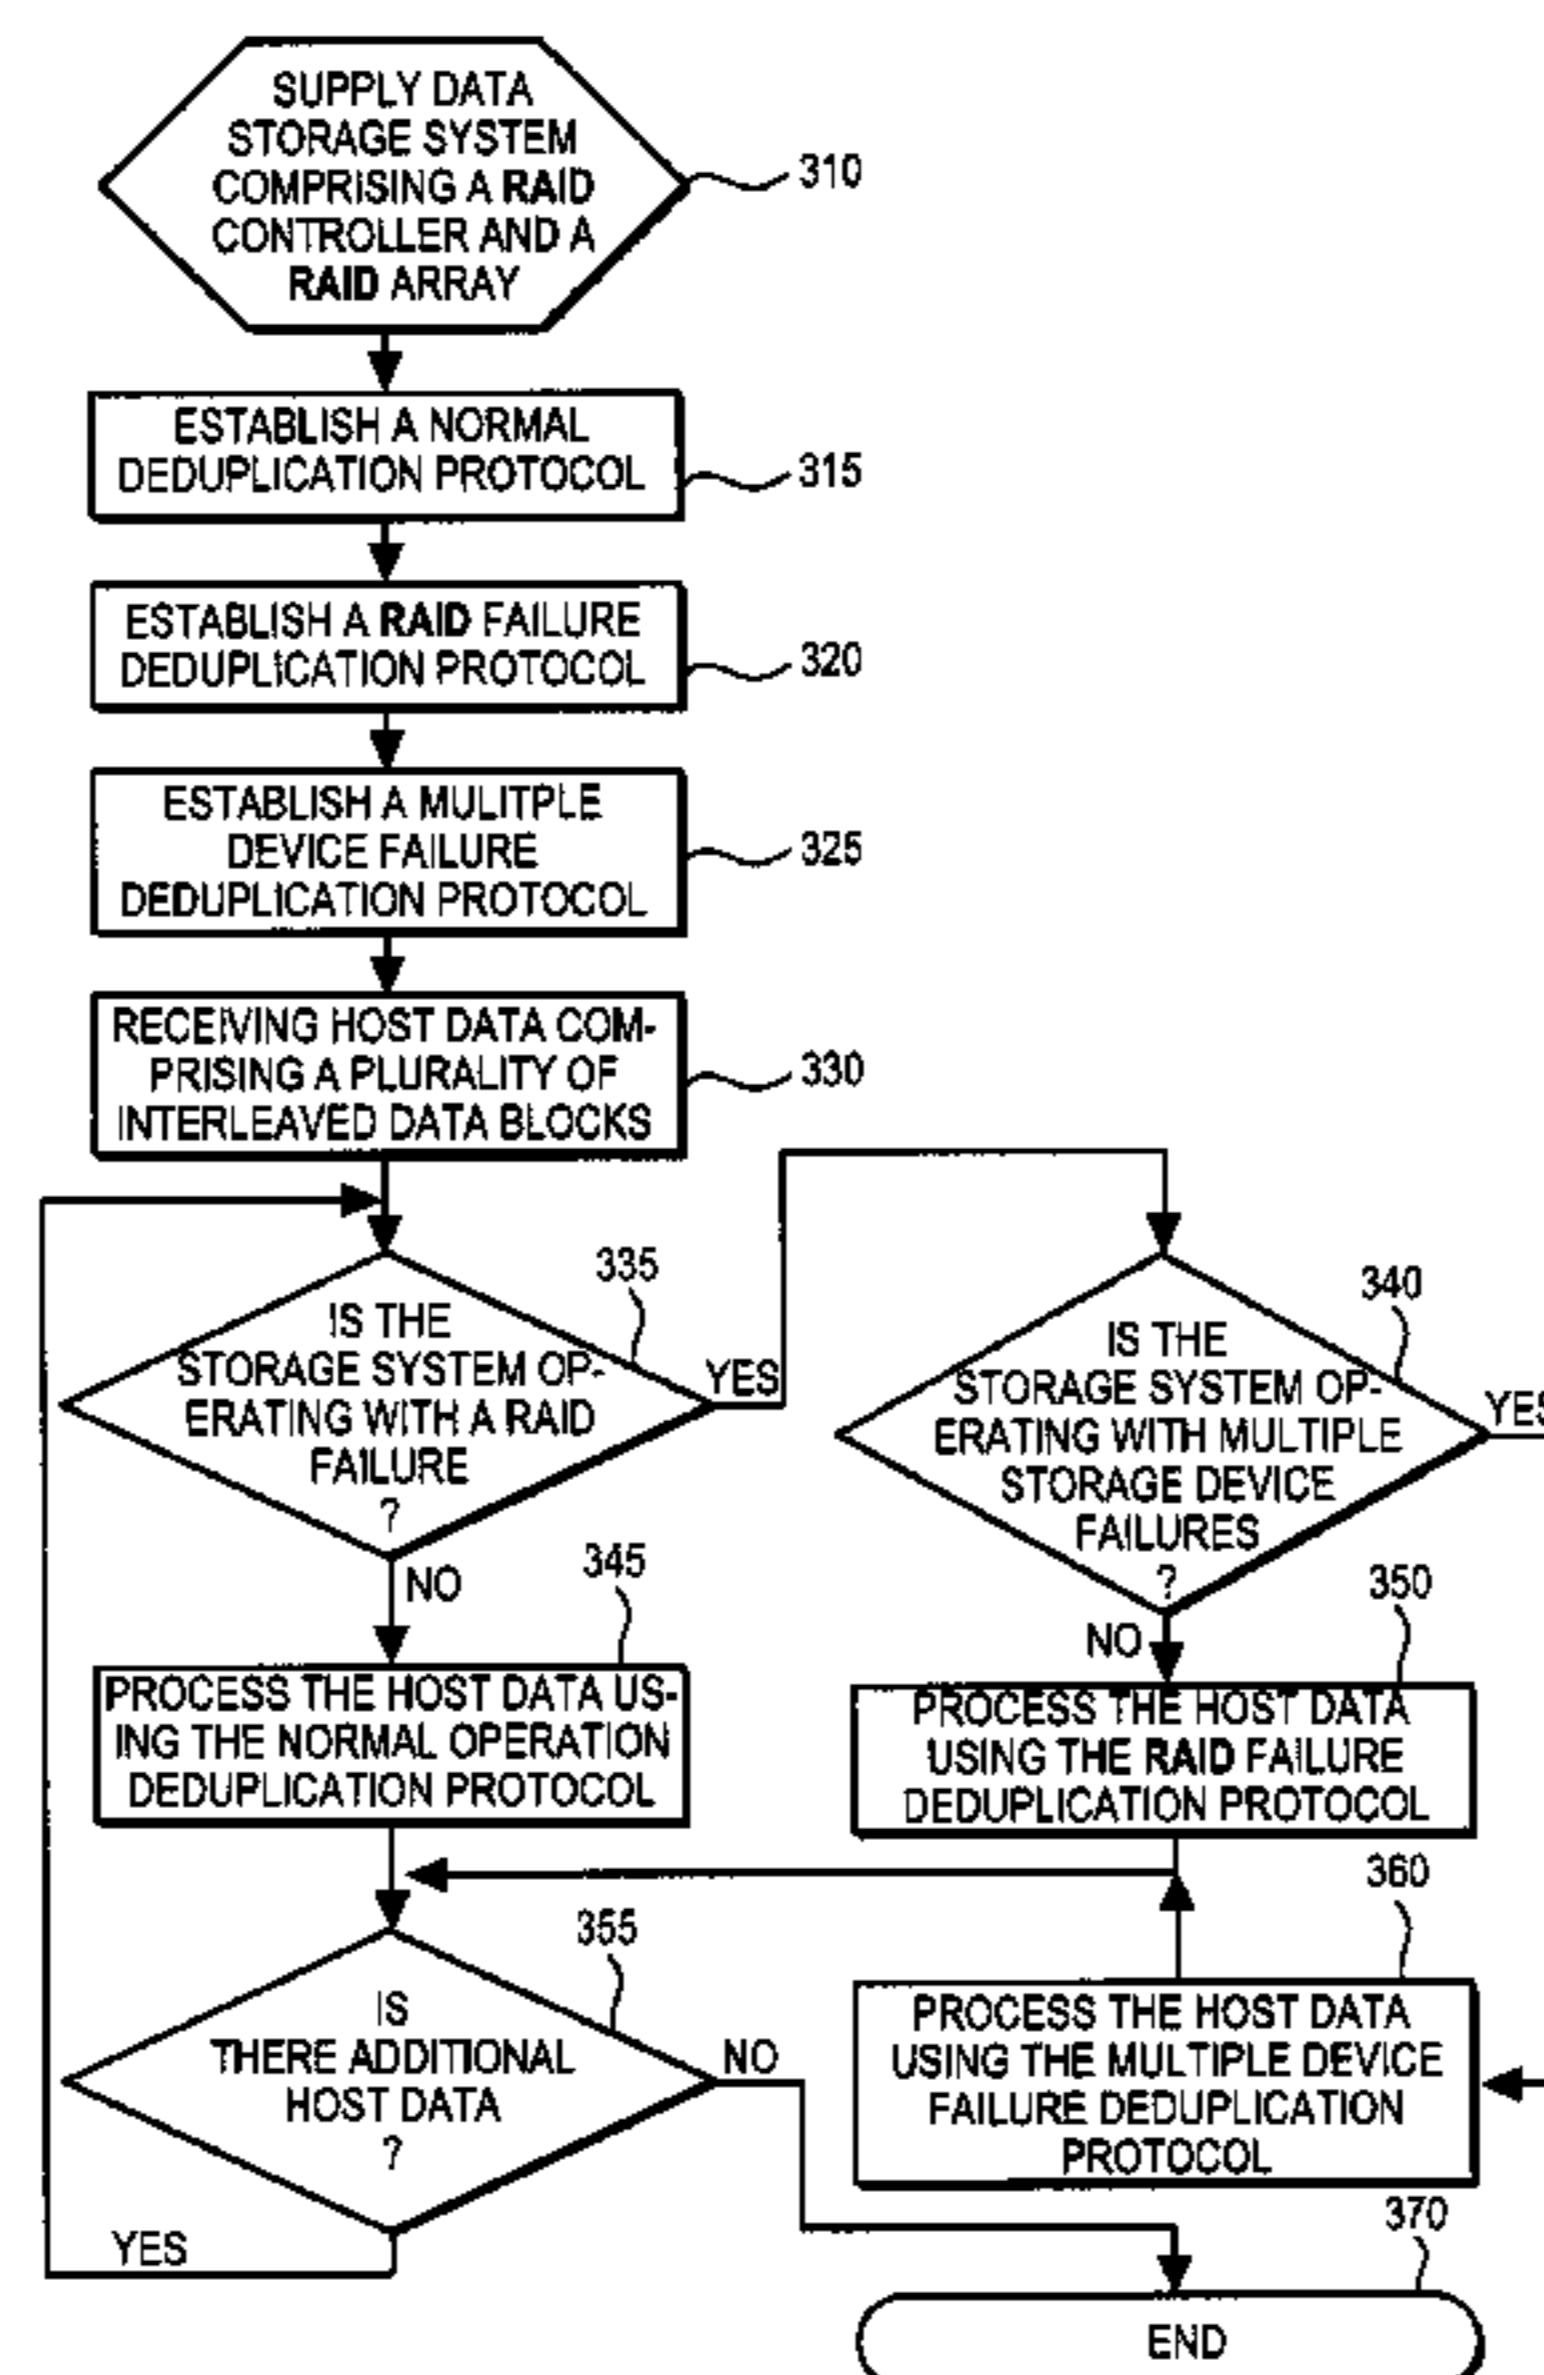 SUPPLY DATA
STORAGE SYSTEM
COMPRISING A RAID
CONTROLLER AND A
RAID ARRAY
310
ESTABLISH A NORMAL
DEDUPLICATION PROTOCOL
315
ESTABLISH A RAID FAILURE
DEDUPLICATION PROTOCOL
320
ESTABLISH A MULITPLE
DEVICE FAILURE
DEDUPLICATION PROTOCOL
325
RECEIVING HOST DATA COM-
PRISING A PLURALITY OF
INTERLEAVED DATA BLOCKS
330
335
IS THE
STORAGE SYSTEM OP-
ERATING WITH A RAID
FAILURE
?
YES
NO
340
IS THE
STORAGE SYSTEM OP-
ERATING WITH MULTIPLE
STORAGE DEVICE
FAILURES
?
YES
NO
345
PROCESS THE HOST DATA US-
ING THE NORMAL OPERATION
DEDUPLICATION PROTOCOL
350
PROCESS THE HOST DATA
USING THE RAID FAILURE
DEDUPLICATION PROTOCOL
355
IS
THERE ADDITIONAL
HOST DATA
?
NO
YES
360
PROCESS THE HOST DATA
USING THE MULTIPLE DEVICE
FAILURE DEDUPLICATION
PROTOCOL
370
END